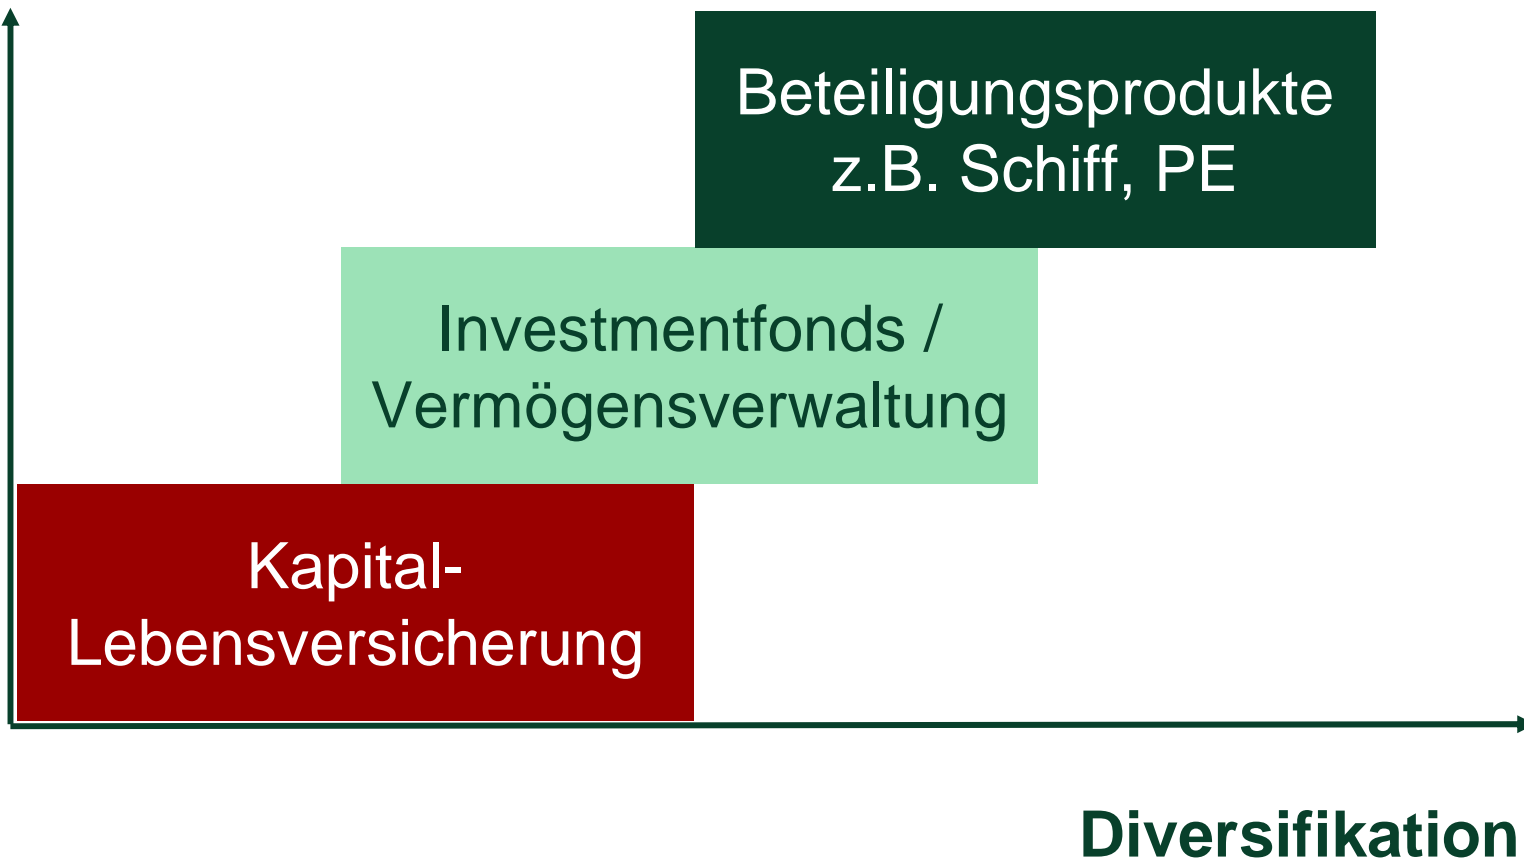 Beteiligungsprodukte
z.B. Schiff, PE
Investmentfonds /
Vermögensverwaltung
Kapital-
Lebensversicherung
Diversifikation